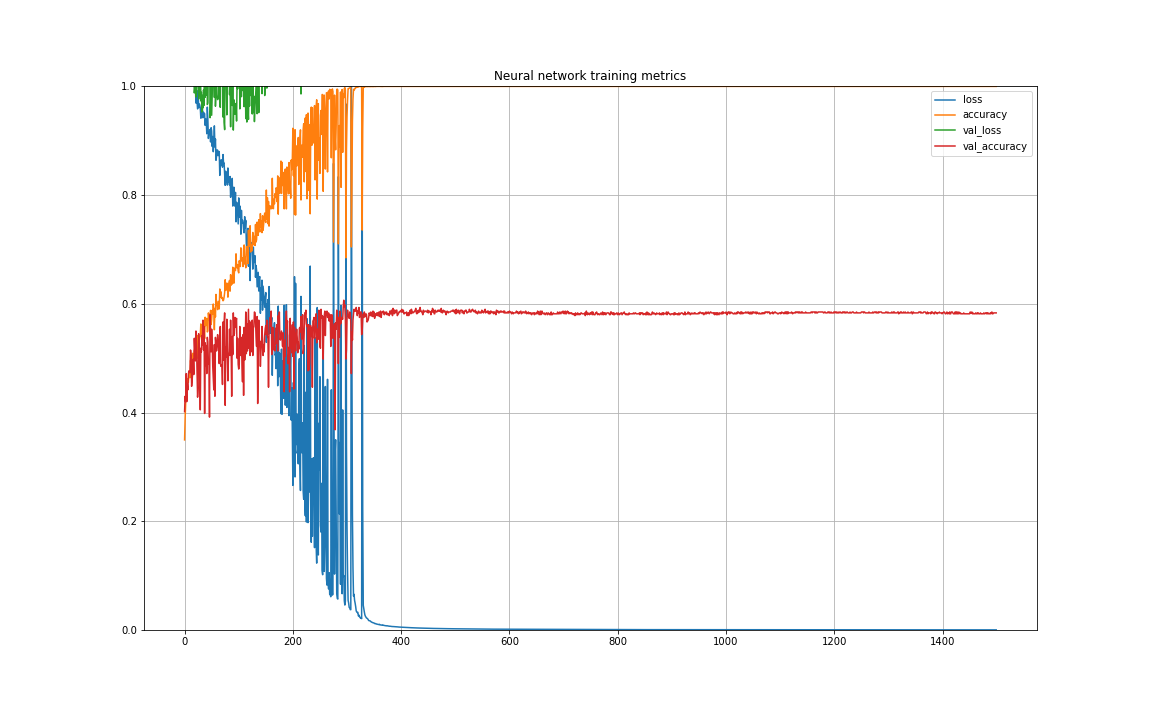 Neural network training metrics
1.0
0.8
0.6
0.4
0.2
0.0
loss
accuracy
val_loss
val_accuracy
0 200 400 600 800 1000 1200 1400